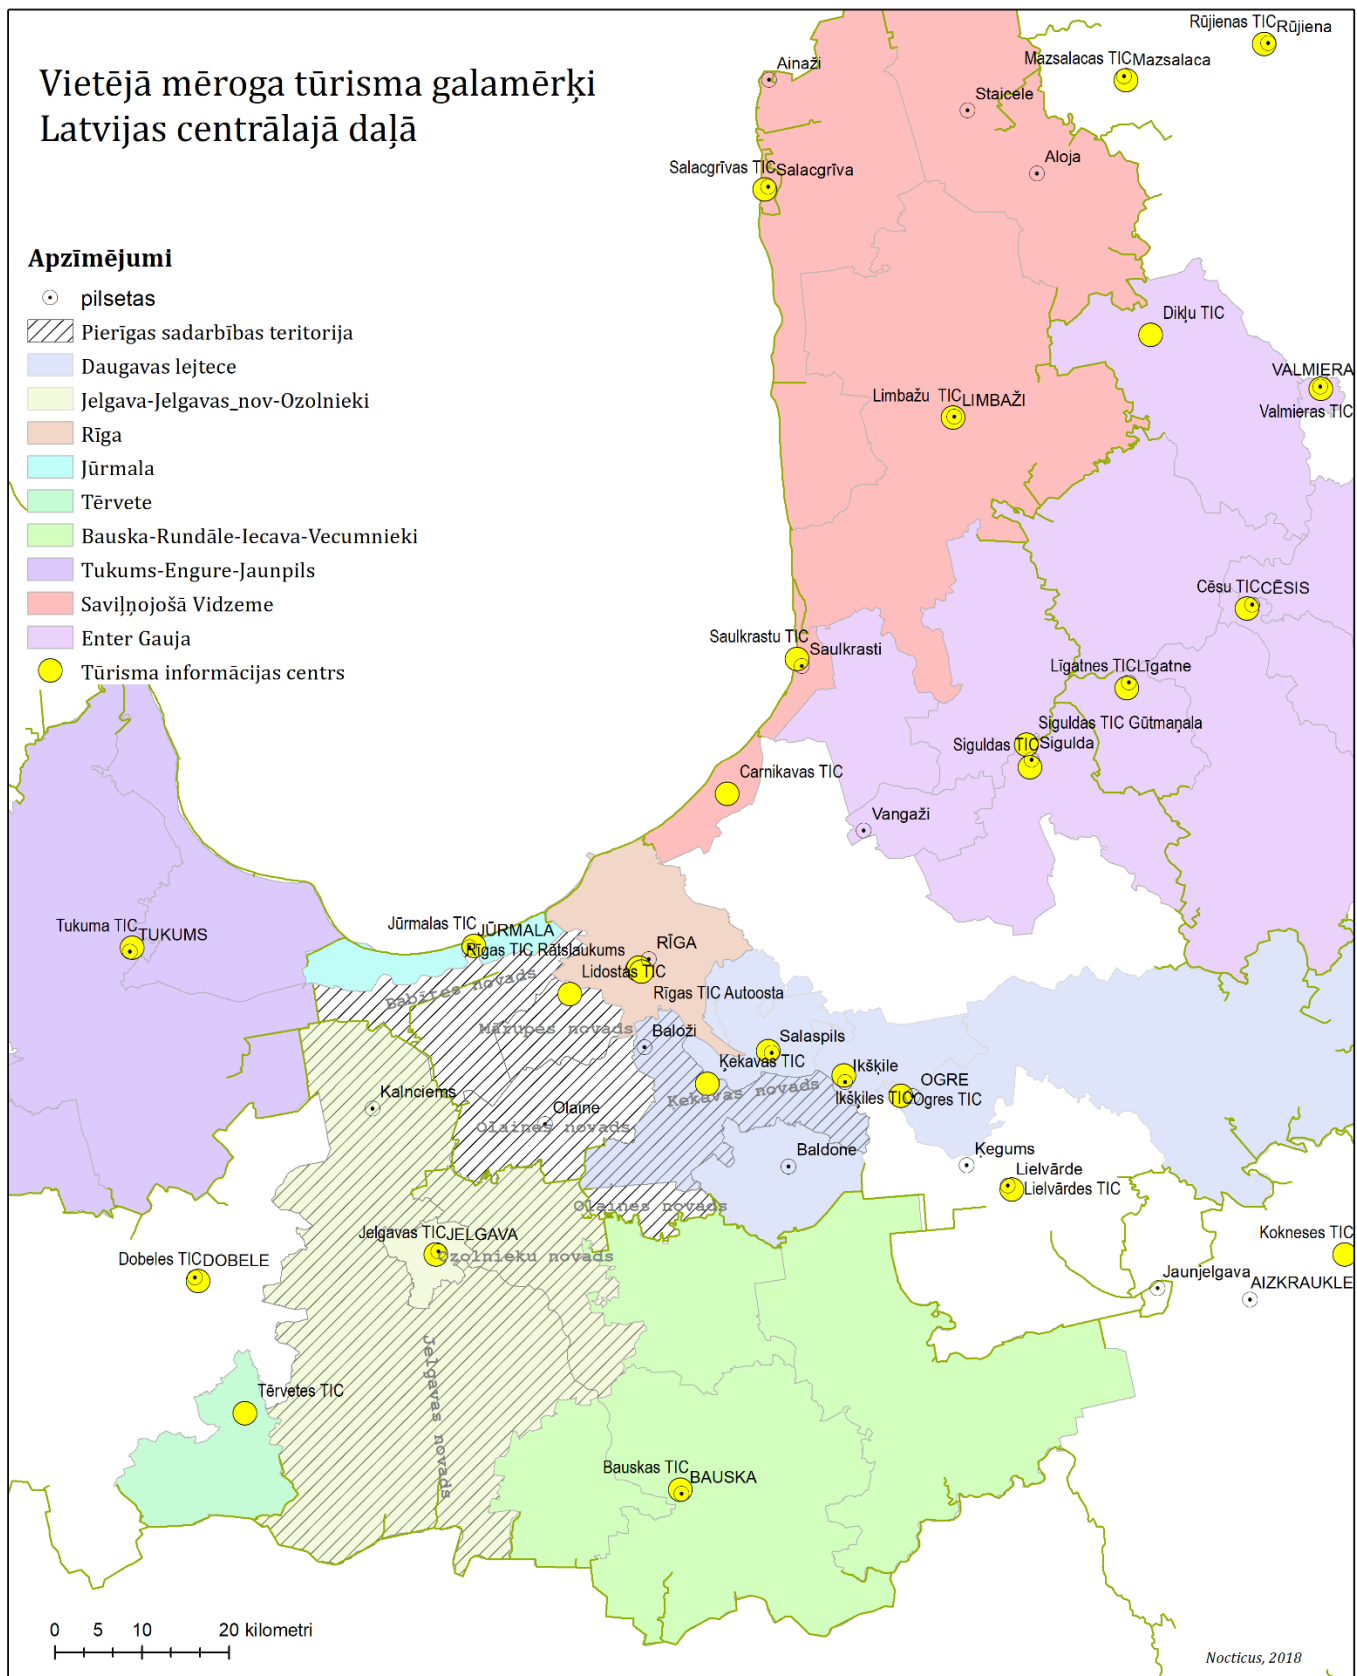 Vietējā mēroga tūrisma galamērķi
Latvijas centrālajā daļā
Apzīmējumi
pilsetas
Pierīgas sadarbības teritorija
Daugavas lejtece
Jelgava-Jelgavas_nov-Ozolnieki
Rīga
Jūrmala
Tērvete
Bauska-Rundāle-Iecava-Vecumnieki
Tukums-Engure-Jaunpils
Saviļņojošā Vidzeme
Enter Gauja
Tūrisma informācijas centrs
Rūjienas TIC Rūjiena
Mazsalacas TIC Mazsalaca
Ainaži
Staicele
Aloja
Salacgrīvas TIC Salacgrīva
Dikļu TIC
VALMIERA
Valmieras TIC
Limbažu TIC LIMBAŽI
Cēsu TIC CĒSIS
Saulkrastu TIC
Saulkrasti
Līgatnes TIC Līgatne
Siguldas TIC Gūtmaņala
Siguldas TIC Sigulda
Carnikavas TIC
Vangaži
Tukuma TIC
TUKUMS
Jūrmalas TIC
JŪRMALA
Rīgas TIC Rātslaukums
RĪGA
Lidostas TIC
Rīgas TIC Autoosta
Babītes novads
Mārupes novads
Baloži
Salaspils
Ķekavas TIC
Ikšķile
Ķekavas novads
OGRE
Ikšķiles TIC
Ogres TIC
Kalnciems
Olaine
Olaines novads
Baldone
Ķegums
Lielvārde
Lielvārdes TIC
Olaines novads
Jelgavas TIC JELGAVA
Ozolnieku novads
Kokneses TIC
Dobeles TIC DOBELE
Jaunjelgava
AIZKRAUKLE
Tērvetes TIC
Jelgavas novads
Bauskas TIC
BAUSKA
0 5 10 20 kilometri
Nocticus, 2018